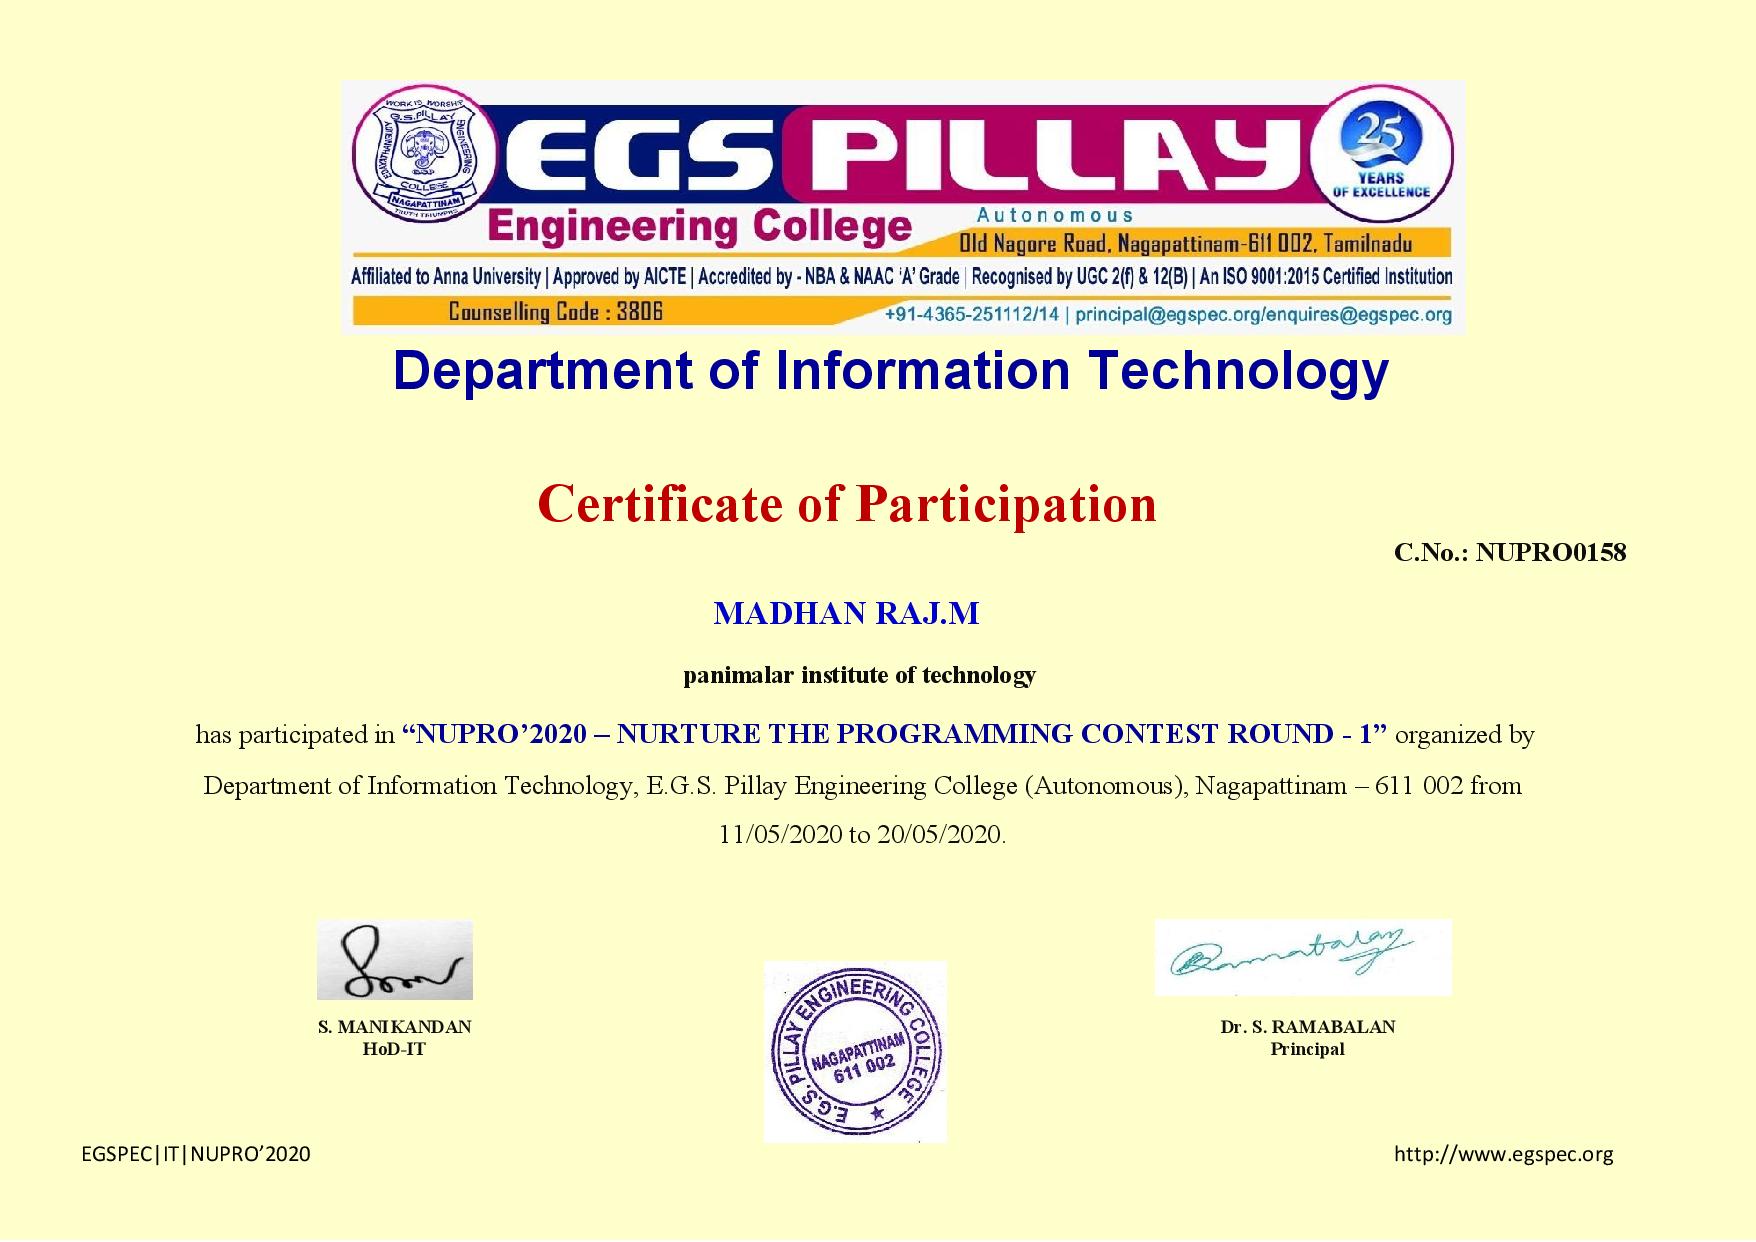 WORK IS WORSHIP
E.G.S.PILLAY
ENGINEERING
COLLEGE
NAGAPATTINAM
TRUTH TRIUMPHS
EGS PILLAY
25
YEARS
OF EXCELLENCE
Engineering College
Autonomous
Old Nagore Road, Nagapattinam-611 002, Tamilnadu
Affiliated to Anna University | Approved by AICTE | Accredited by - NBA & NAAC ‘A’ Grade | Recognised by UGC 2(f) & 12(B) | An ISO 9001:2015 Certified Institution
Counselling Code : 3806
+91-4365-251112/14 | principal@egspec.org/enquires@egspec.org
Department of Information Technology
Certificate of Participation
C.No.: NUPRO0158
MADHAN RAJ.M
panimalar institute of technology
has participated in “NUPRO’2020 – NURTURE THE PROGRAMMING CONTEST ROUND - 1” organized by
Department of Information Technology, E.G.S. Pillay Engineering College (Autonomous), Nagapattinam – 611 002 from
11/05/2020 to 20/05/2020.
Ramabalan
S. MANIKANDAN
HoD-IT
E.G.S. PILLAY ENGINEERING COLLEGE
NAGAPATTINAM
611 002
Dr. S. RAMABALAN
Principal
EGSPEC|IT|NUPRO’2020
http://www.egspec.org